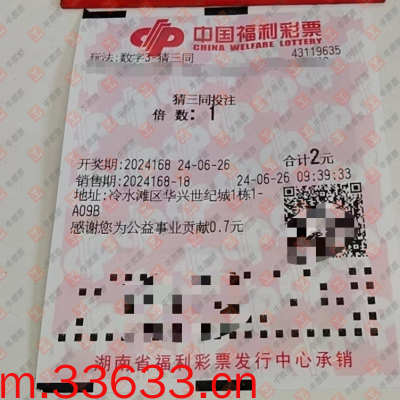 中国福利彩票
CHINA WELFARE LOTTERY
43119635
玩法:数字3-猜三同
猜三同投注
倍 数: 1
开奖期:2024168 24-06-26 合计2元
销售期:2024168-18 24-06-26 09:39:33
地址:冷水滩区华兴世纪城1栋1-
A09B
感谢您为公益事业贡献0.7元
湖南省福利彩票发行中心承销
m.33633.cn